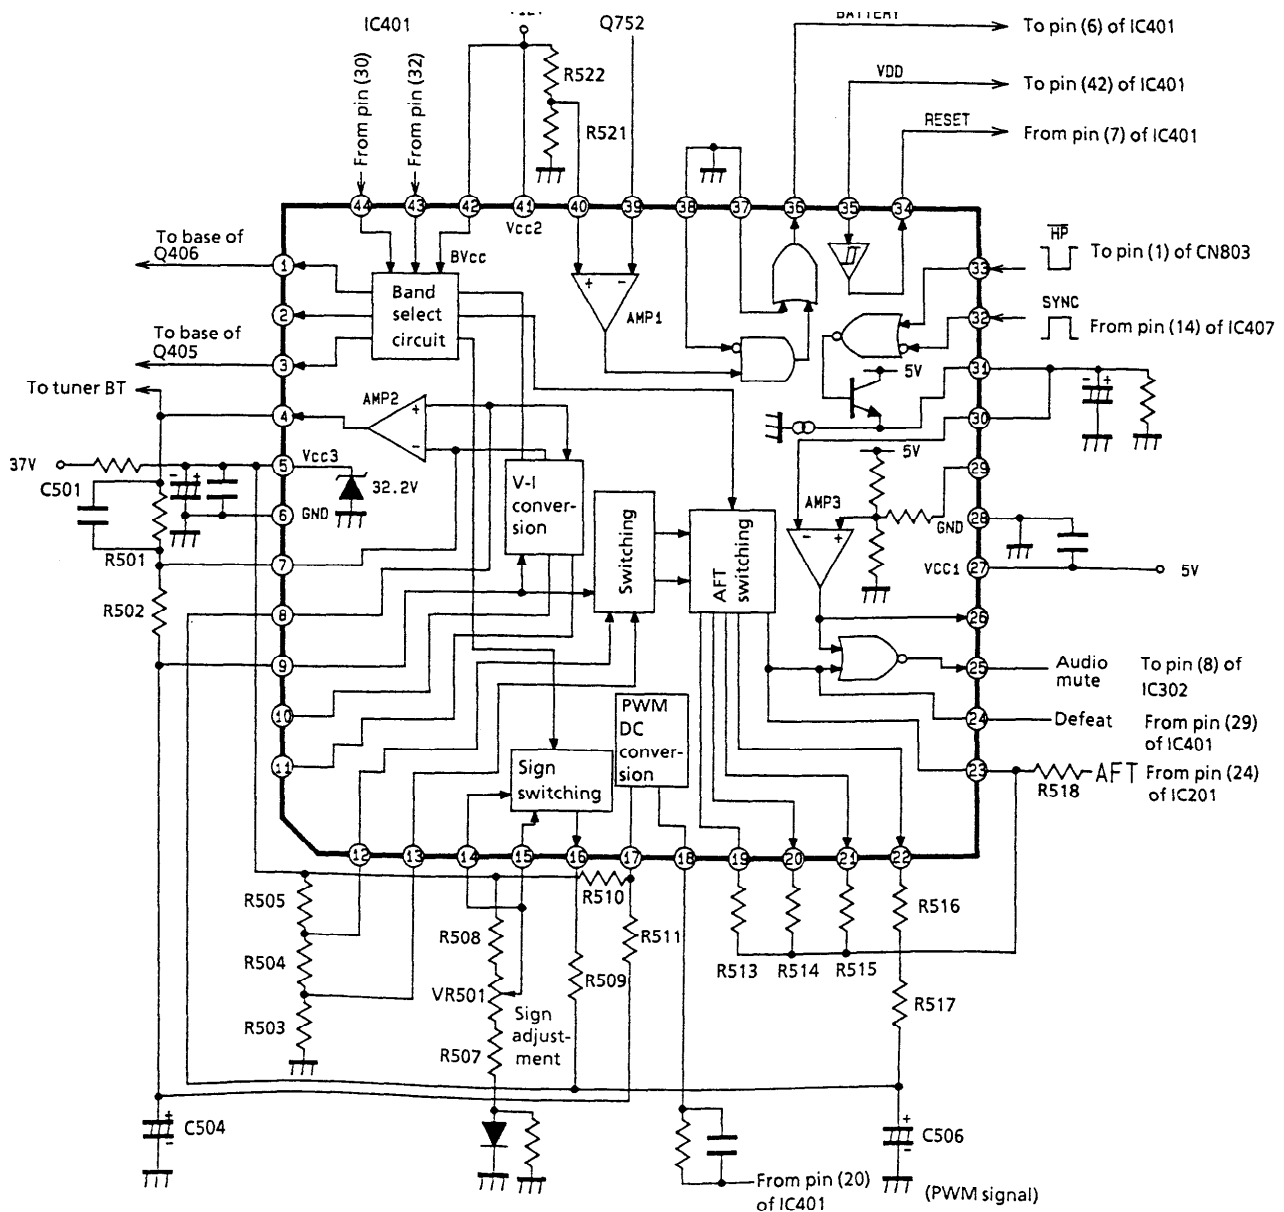 IC401
Q752
BATTERY
To pin (6) of IC401
From pin (30)
From pin (32)
R522
VDD
To pin (42) of IC401
R521
RESET
From pin (7) of IC401
44
43
42
41
40
39
38
37
36
35
34
Vcc2
To base of
Q406
BVcc
HP
To pin (1) of CN803
1
33
Band
select
circuit
+
−
AMP1
SYNC
From pin (14) of IC407
2
32
To base of
Q405
3
31
5V
− +
To tuner BT
AMP2
4
+
−
30
5V
37V
Vcc3
5
29
C501
32.2V
V-I
conver-
sion
Switching
AFT
switching
AMP3
− +
GND
6
GND
28
R501
7
VCC1
27
5V
R502
8
26
9
25
Audio
mute
To pin (8) of
IC302
10
PWM
DC
conver-
sion
24
Defeat
From pin (29)
of IC401
11
Sign
switching
23
R518
AFT
From pin (24)
of IC201
12
13
14
15
16
17
18
19
20
21
22
R505
R510
R516
R508
R511
R504
R509
R513
R514
R515
VR501
Sign
adjust-
ment
R517
R503
R507
C504
+
−
C506
+
−
From pin (20)
of IC401
(PWM signal)